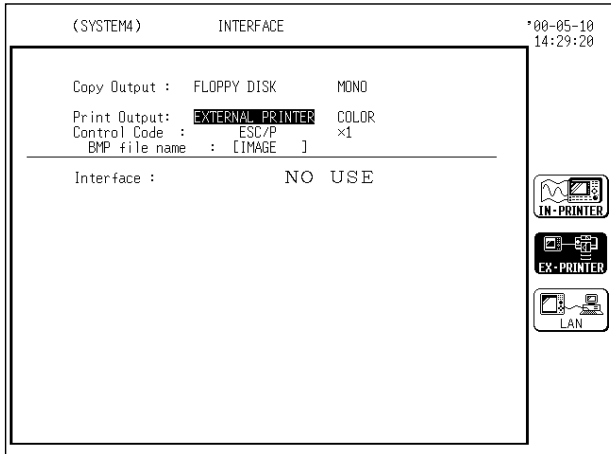 (SYSTEM4) INTERFACE '00-05-10
14:29:20
Copy Output : FLOPPY DISK MONO
Print Output: EXTERNAL PRINTER COLOR
Control Code : ESC/P ×1
BMP file name : [IMAGE ]
Interface : NO USE
IN-PRINTER
EX-PRINTER
LAN